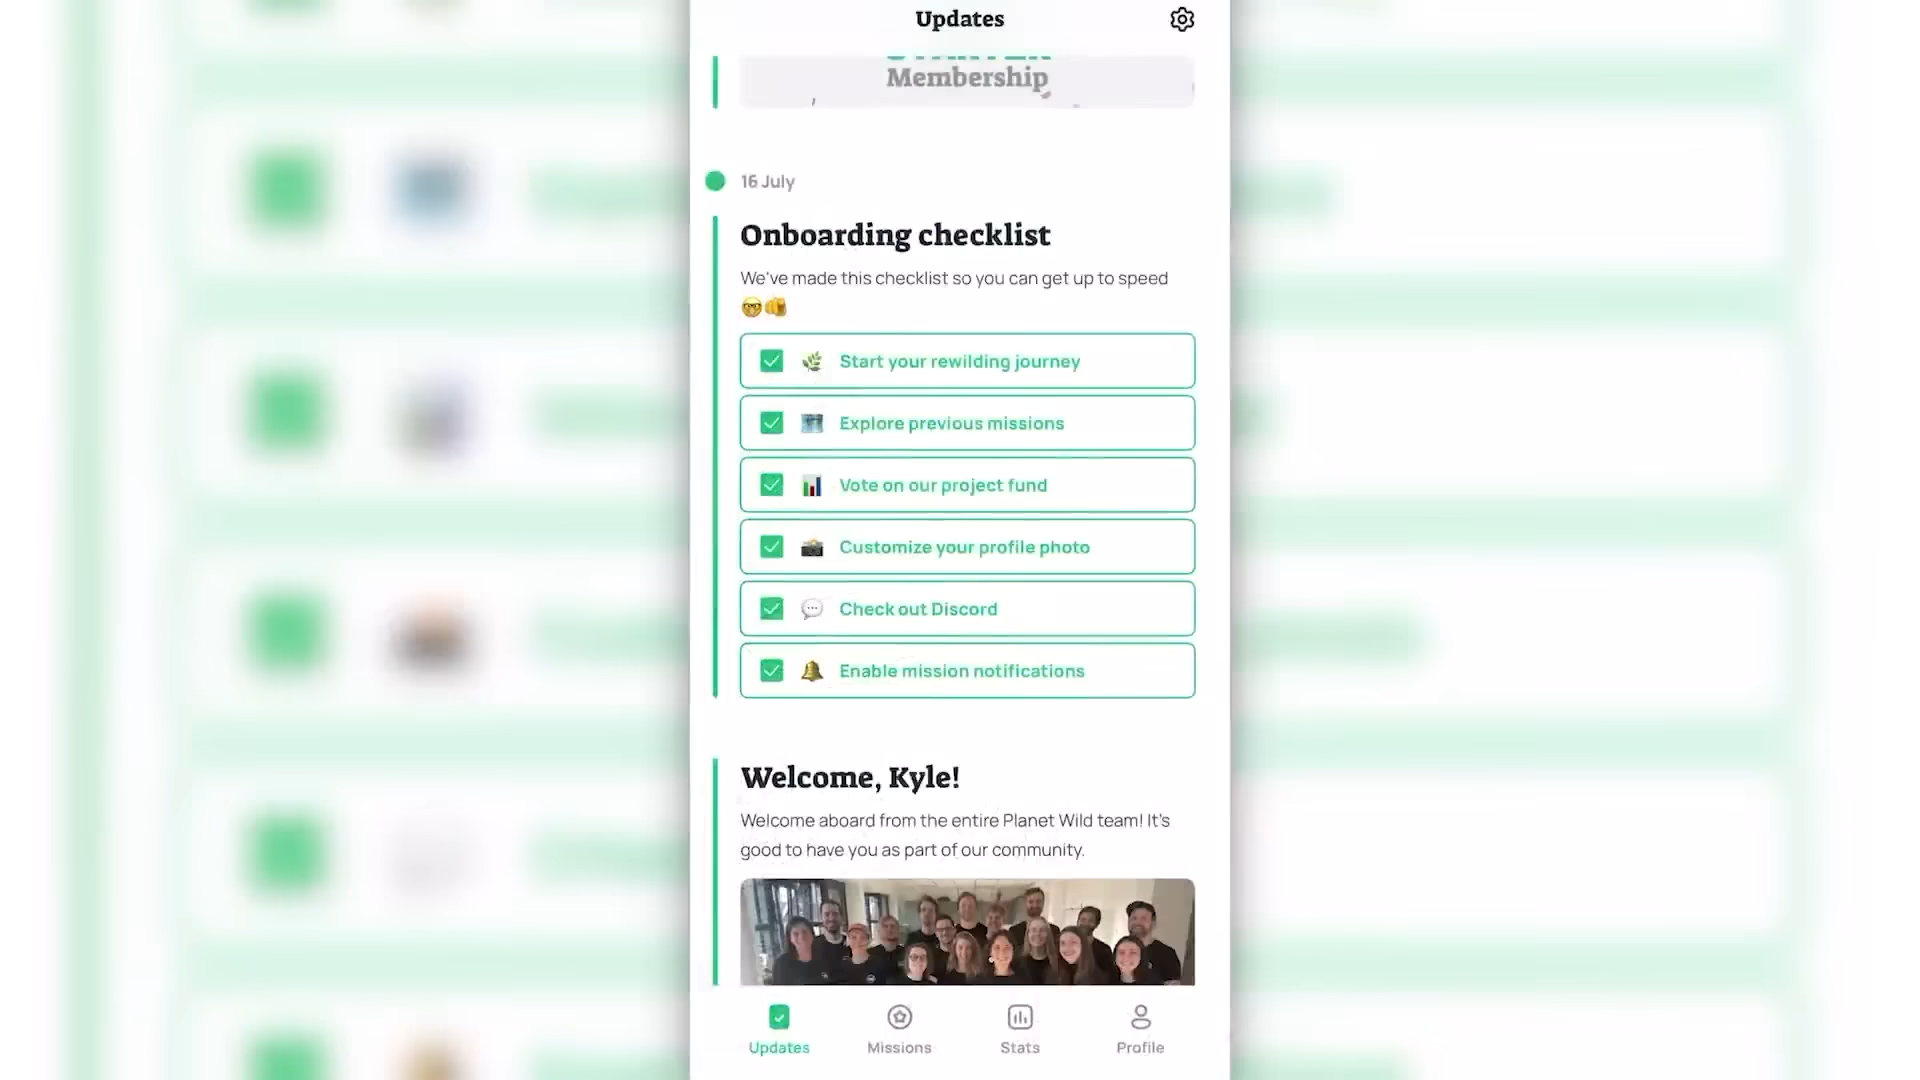 Updates
Membership
16 July
Onboarding checklist
We've made this checklist so you can get up to speed
🤓🫵
Start your rewilding journey
Explore previous missions
Vote on our project fund
Customize your profile photo
Check out Discord
Enable mission notifications
Welcome, Kyle!
Welcome aboard from the entire Planet Wild team! It's
good to have you as part of our community.
Updates
Missions
Stats
Profile